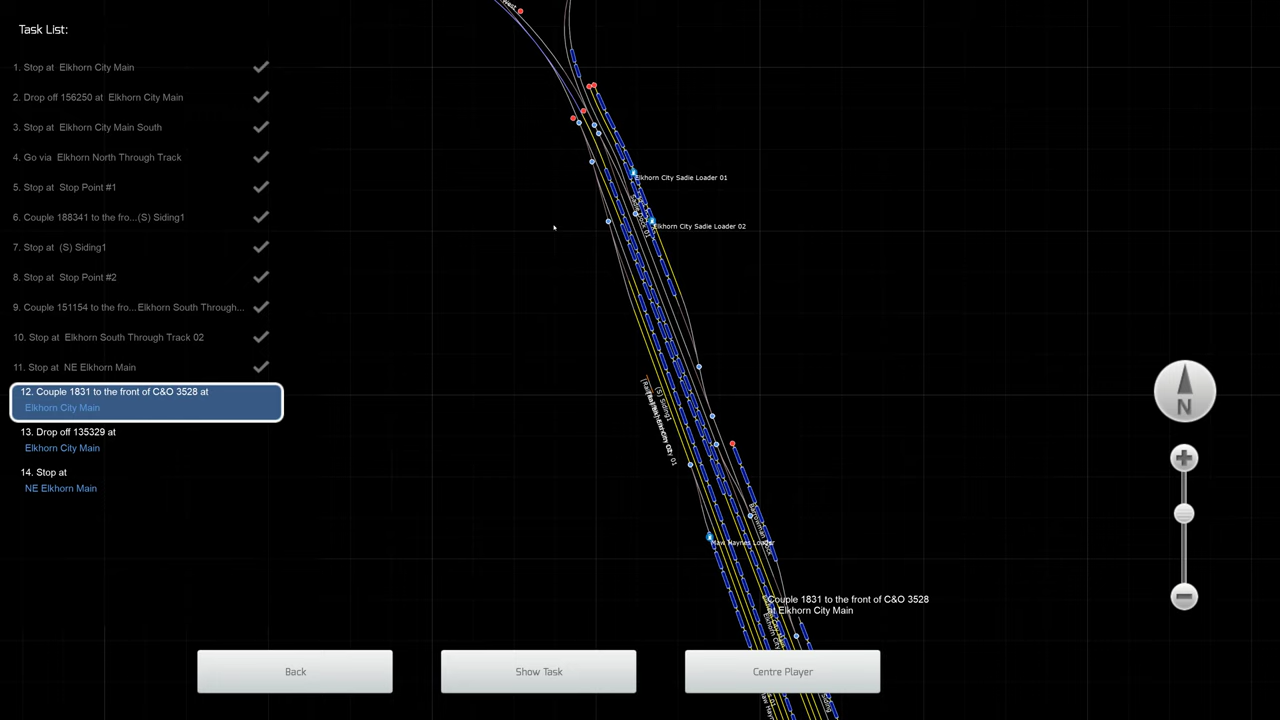 Task List:
1. Stop at  Elkhorn City Main
2. Drop off 156250 at  Elkhorn City Main
3. Stop at  Elkhorn City Main South
4. Go via  Elkhorn North Through Track
5. Stop at  Stop Point #1
6. Couple 188341 to the fro...(S) Siding1
7. Stop at  (S) Siding1
8. Stop at  Stop Point #2
9. Couple 151154 to the fro...Elkhorn South Through...
10. Stop at  Elkhorn South Through Track 02
11. Stop at  NE Elkhorn Main
12. Couple 1831 to the front of C&O 3528 at
Elkhorn City Main
13. Drop off 135329 at
Elkhorn City Main
14. Stop at
NE Elkhorn Main
West
Elkhorn City Sadie Loader 01
Elkhorn City Sadie Loader 02
(S) Siding1
Haynes Loader
Couple 1831 to the front of C&O 3528
at Elkhorn City Main
N
Back
Show Task
Centre Player